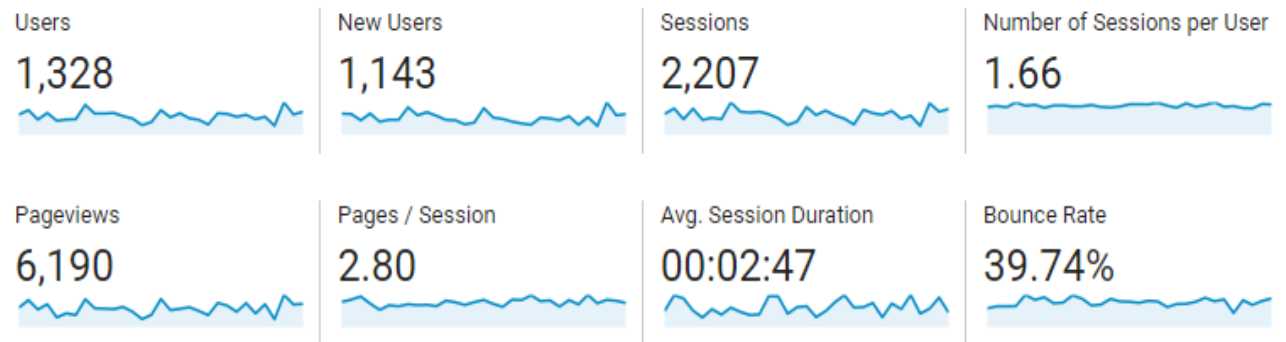 Users
1,328
New Users
1,143
Sessions
2,207
Number of Sessions per User
1.66
Pageviews
6,190
Pages / Session
2.80
Avg. Session Duration
00:02:47
Bounce Rate
39.74%